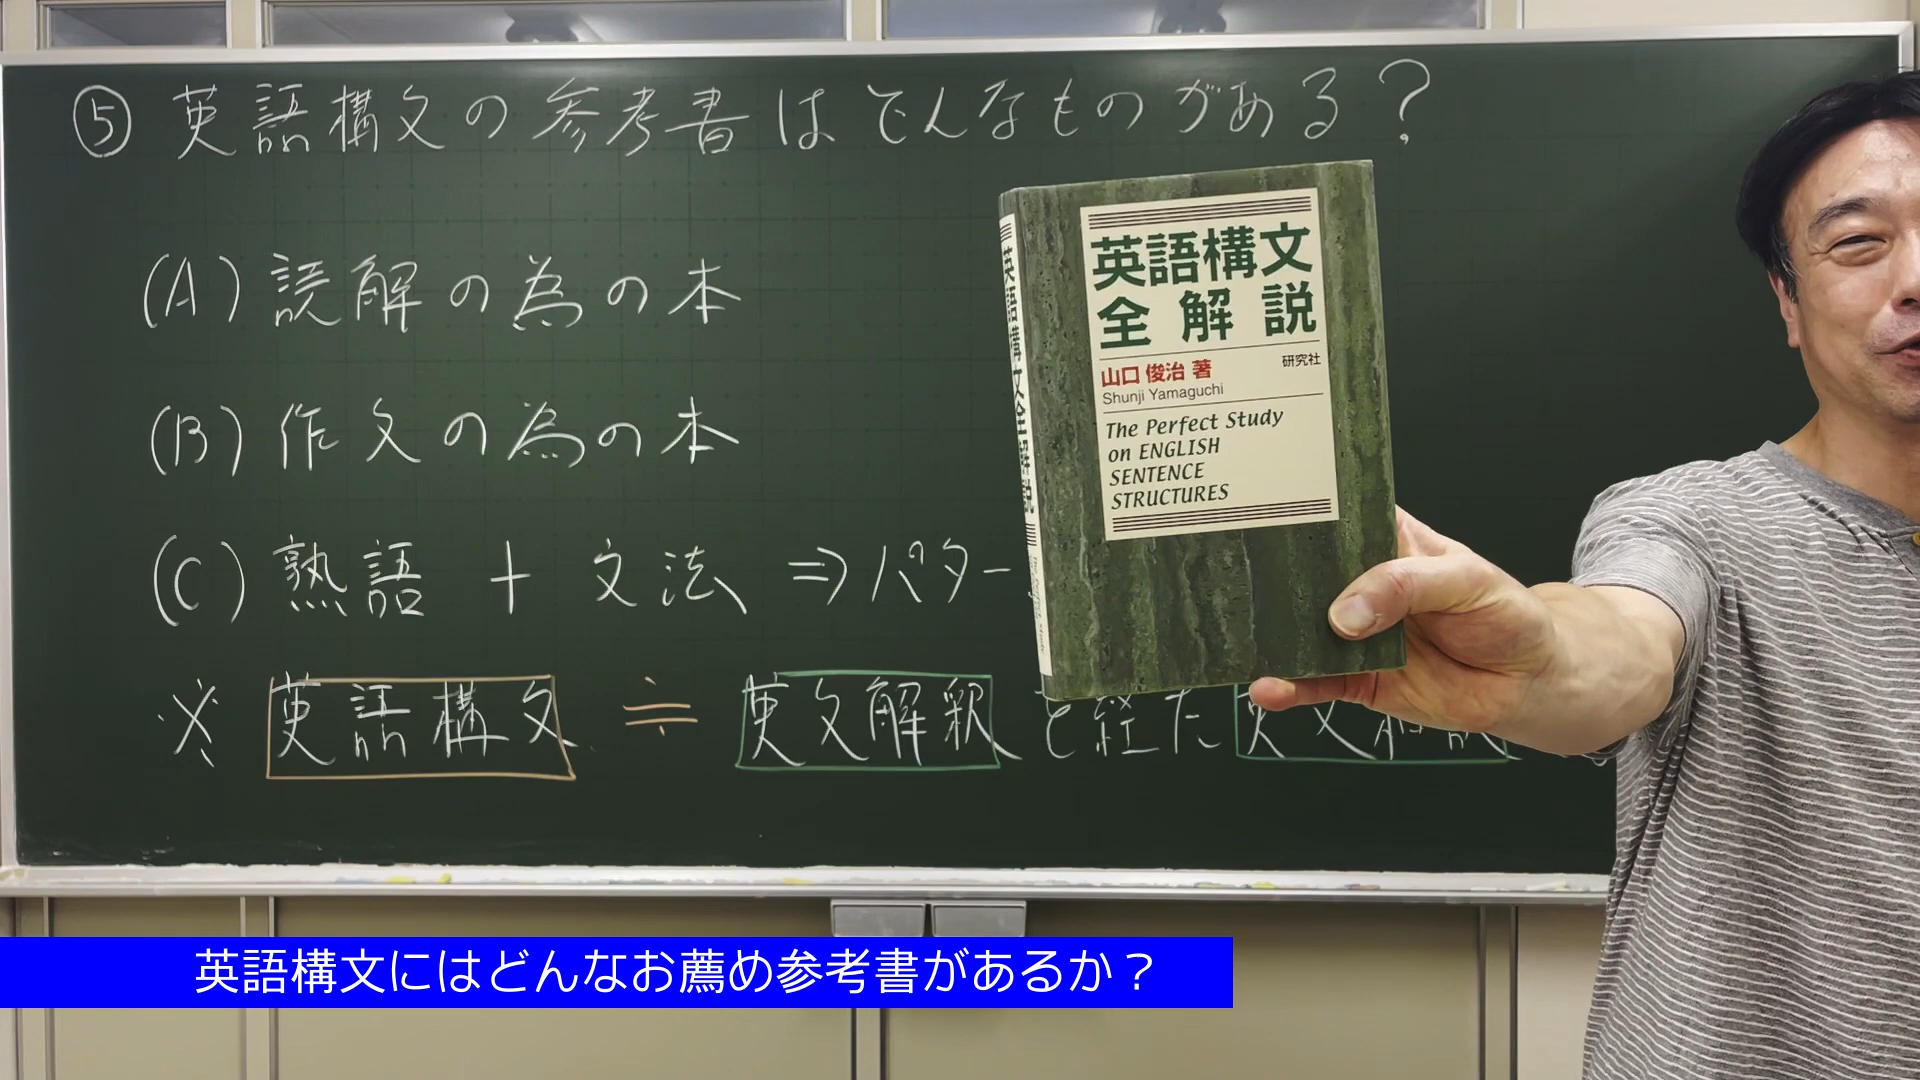 ⑤ 英語構文の参考書はどんなものがある？
(A) 読解の為の本
(B) 作文の為の本
(C) 熟語 + 文法 ⇒ パター
※ 英語構文 ≒ 英文解釈を経た 英文
英語構文全解説
英語構文
全解説
山口 俊治 著
研究社
Shunji Yamaguchi
The Perfect Study
on ENGLISH
SENTENCE
STRUCTURES
英語構文にはどんなお薦め参考書があるか？